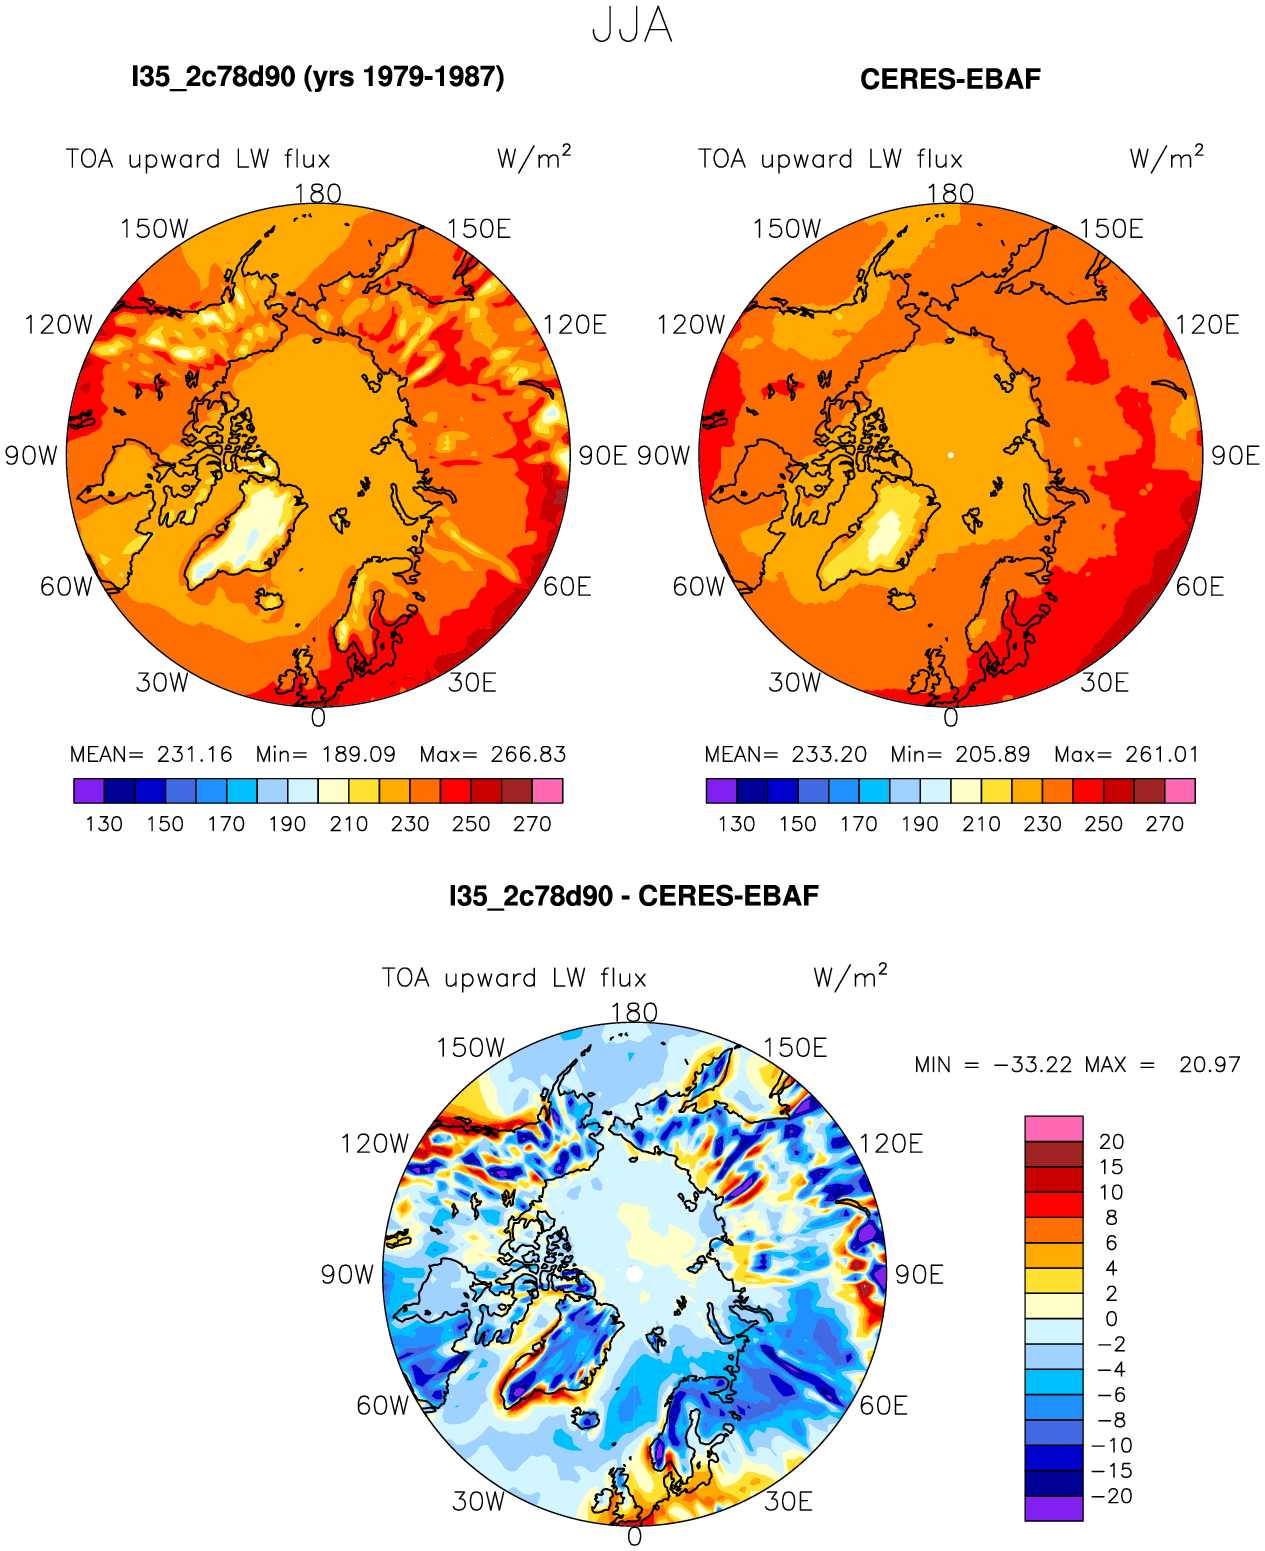 JJA
I35_2c78d90 (yrs 1979-1987)
CERES-EBAF
TOA upward LW flux W/m²
TOA upward LW flux W/m²
180
150W 150E
120W 120E
90W 90E
60W 60E
30W 30E
0
180
150W 150E
120W 120E
90W 90E
60W 60E
30W 30E
0
MEAN= 231.16 Min= 189.09 Max= 266.83
130 150 170 190 210 230 250 270
MEAN= 233.20 Min= 205.89 Max= 261.01
130 150 170 190 210 230 250 270
I35_2c78d90 - CERES-EBAF
TOA upward LW flux W/m²
180
150W 150E
120W 120E
90W 90E
60W 60E
30W 30E
0
MIN = −33.22 MAX = 20.97
20
15
10
8
6
4
2
0
−2
−4
−6
−8
−10
−15
−20